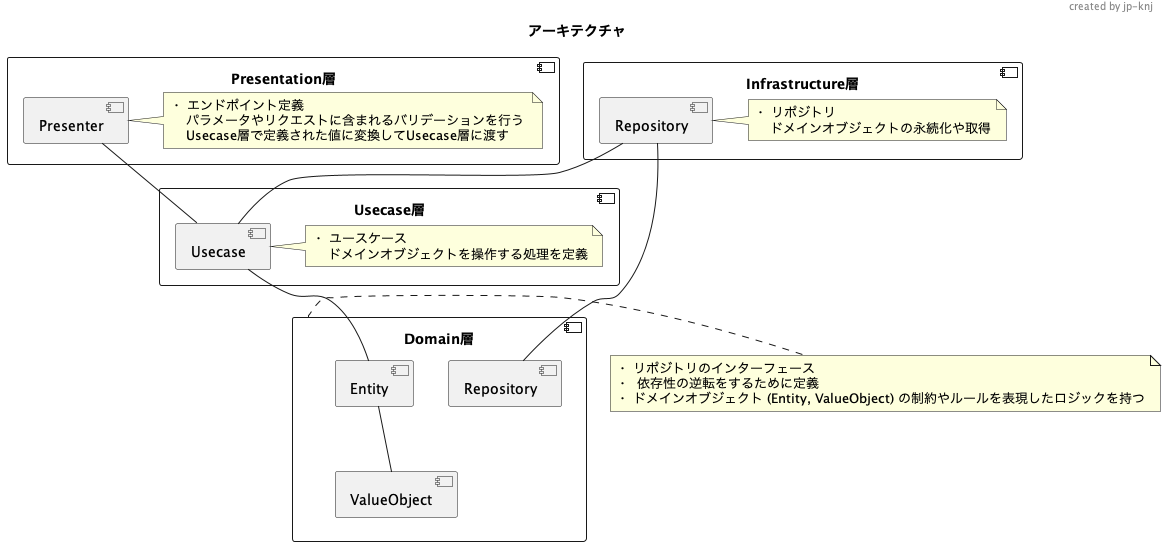 created by jp-knj
アーキテクチャ
Presentation層
Presenter
・ エンドポイント定義
パラメータやリクエストに含まれるバリデーションを行う
Usecase層で定義された値に変換してUsecase層に渡す
Infrastructure層
Repository
・ リポジトリ
ドメインオブジェクトの永続化や取得
Usecase層
Usecase
・ ユースケース
ドメインオブジェクトを操作する処理を定義
Domain層
Entity
Repository
ValueObject
・ リポジトリのインターフェース
・ 依存性の逆転をするために定義
・ ドメインオブジェクト (Entity, ValueObject) の制約やルールを表現したロジックを持つ